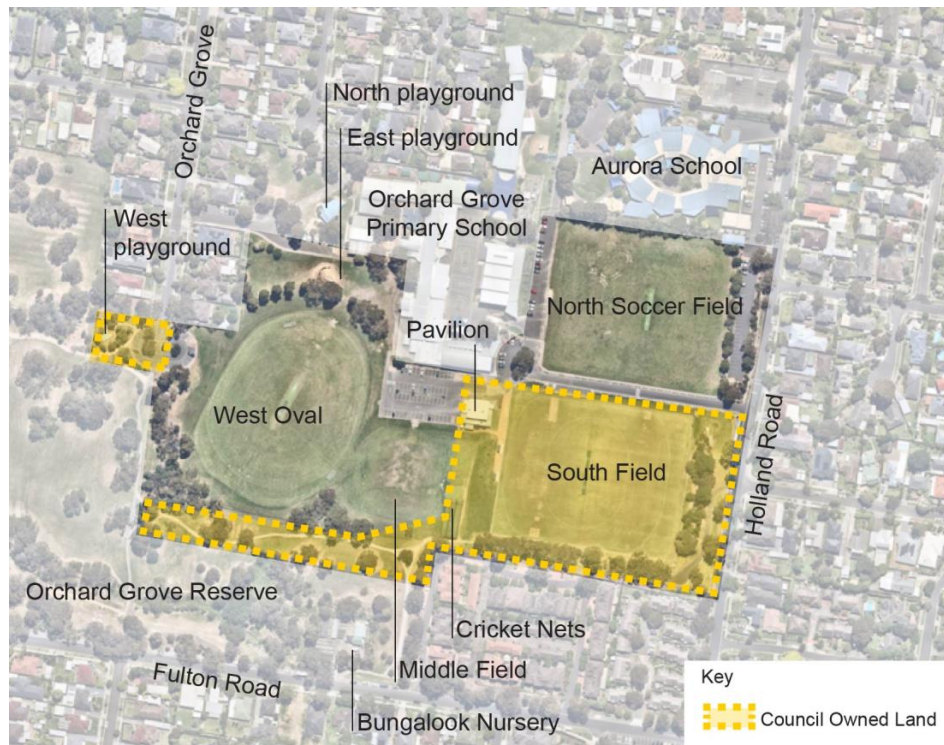 Orchard Grove
North playground
East playground
Aurora School
Orchard Grove
Primary School
West
playground
North Soccer Field
Pavilion
West Oval
South Field
Holland Road
Orchard Grove Reserve
Cricket Nets
Middle Field
Fulton Road
Bungalook Nursery
Key
Council Owned Land